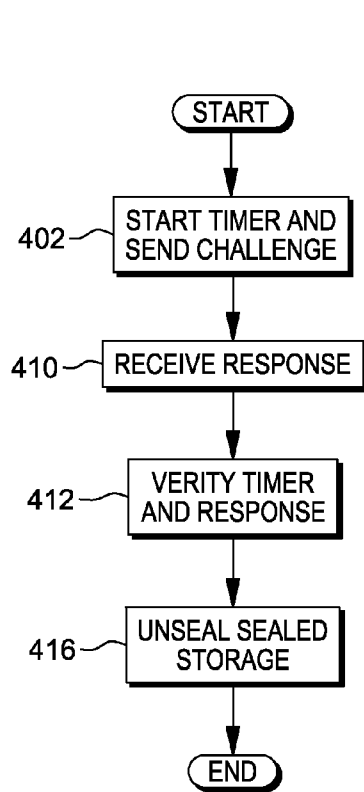 START
402
START TIMER AND
SEND CHALLENGE
410
RECEIVE RESPONSE
412
VERITY TIMER
AND RESPONSE
416
UNSEAL SEALED
STORAGE
END